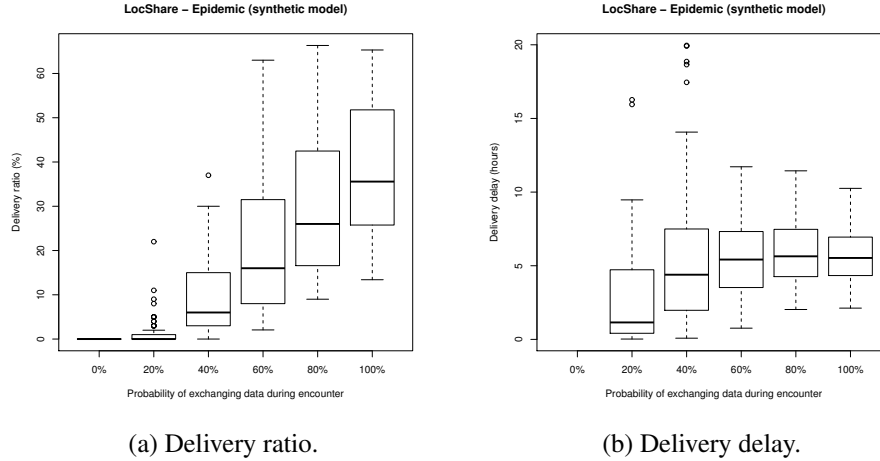 LocShare − Epidemic (synthetic model)
Delivery ratio (%)
60
50
40
30
20
10
0
0% 20% 40% 60% 80% 100%
Probability of exchanging data during encounter
(a) Delivery ratio.
LocShare − Epidemic (synthetic model)
Delivery delay (hours)
20
15
10
5
0
0% 20% 40% 60% 80% 100%
Probability of exchanging data during encounter
(b) Delivery delay.